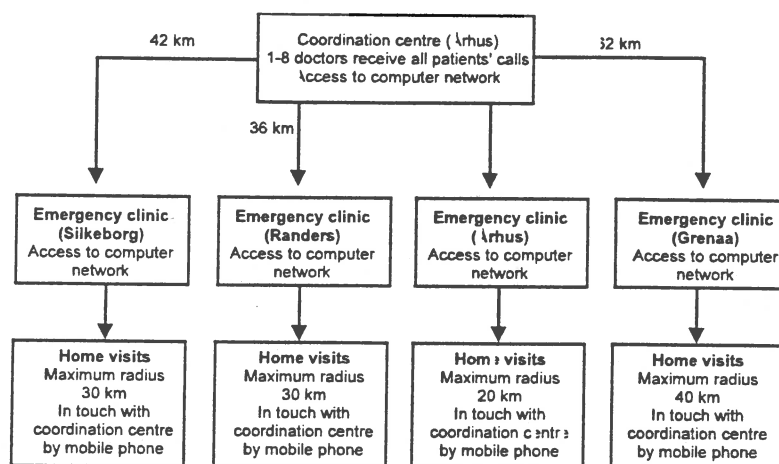 42 km
Coordination centre (Århus)
1-8 doctors receive all patients' calls
Access to computer network
km
36 km
Emergency clinic
(Silkeborg)
Access to computer
network
Emergency clinic
(Randers)
Access to computer
network
Emergency clinic
(Århus)
Access to computer
network
Emergency clinic
(Grenaa)
Access to computer
network
Home visits
Maximum radius
30 km
In touch with
coordination centre
by mobile phone
Home visits
Maximum radius
30 km
In touch with
coordination centre
by mobile phone
Home visits
Maximum radius
20 km
In touch with
coordination centre
by mobile phone
Home visits
Maximum radius
40 km
In touch with
coordination centre
by mobile phone